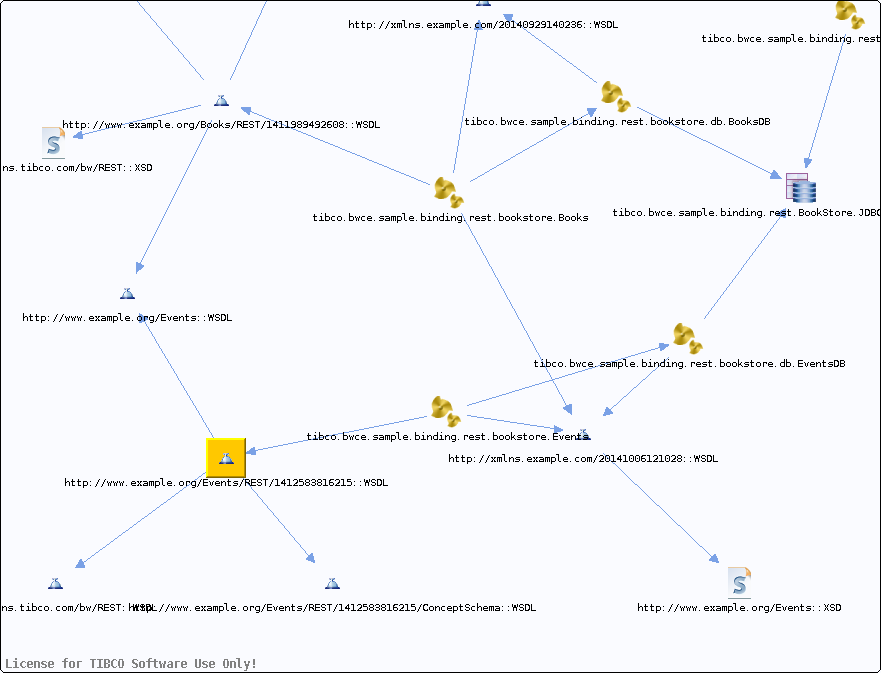 http://xmlns.example.com/20140929140236::WSDL
tibco.bwce.sample.binding.rest
http://www.example.org/Books/REST/1411989492608::WSDL
tibco.bwce.sample.binding.rest.bookstore.db.BooksDB
ns.tibco.com/bw/REST::XSD
tibco.bwce.sample.binding.rest.bookstore.Books
tibco.bwce.sample.binding.rest.BookStore.JDBC
http://www.example.org/Events::WSDL
tibco.bwce.sample.binding.rest.bookstore.db.EventsDB
tibco.bwce.sample.binding.rest.bookstore.Events
http://xmlns.example.com/20141006121028::WSDL
http://www.example.org/Events/REST/1412583816215::WSDL
ns.tibco.com/bw/REST::WSDL
http://www.example.org/Events/REST/1412583816215/ConceptSchema::WSDL
http://www.example.org/Events::XSD
License for TIBCO Software Use Only!